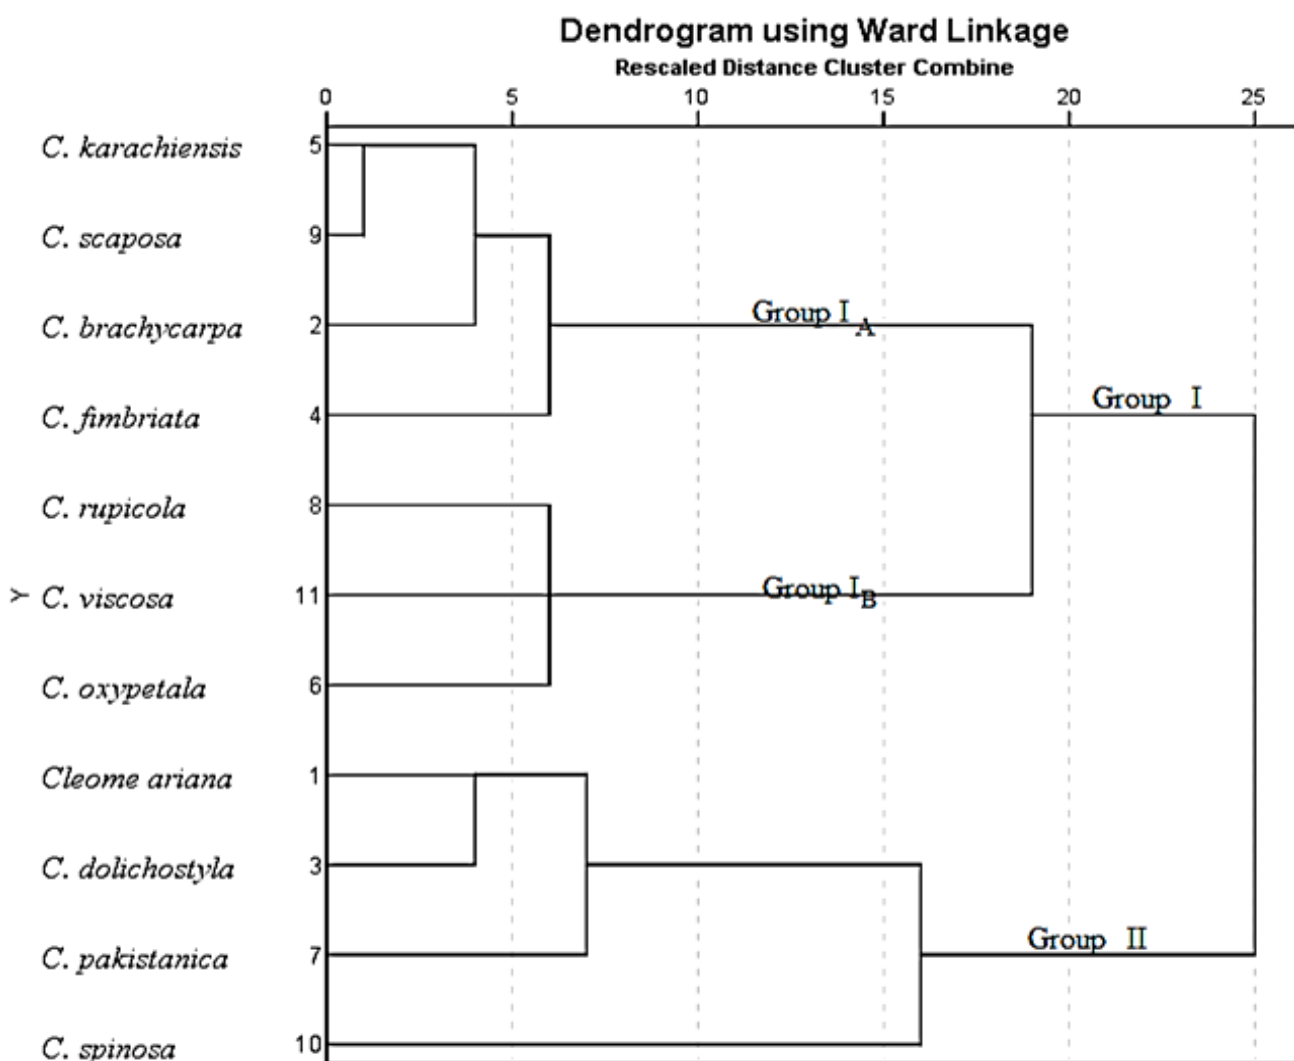 Dendrogram using Ward Linkage
Rescaled Distance Cluster Combine
0 5 10 15 20 25
C. karachiensis 5
C. scaposa 9
C. brachycarpa 2
Group I A
C. fimbriata 4
Group I
C. rupicola 8
Y
C. viscosa 11
Group I B
C. oxypetala 6
Cleome ariana 1
C. dolichostyla 3
C. pakistanica 7
Group II
C. spinosa 10